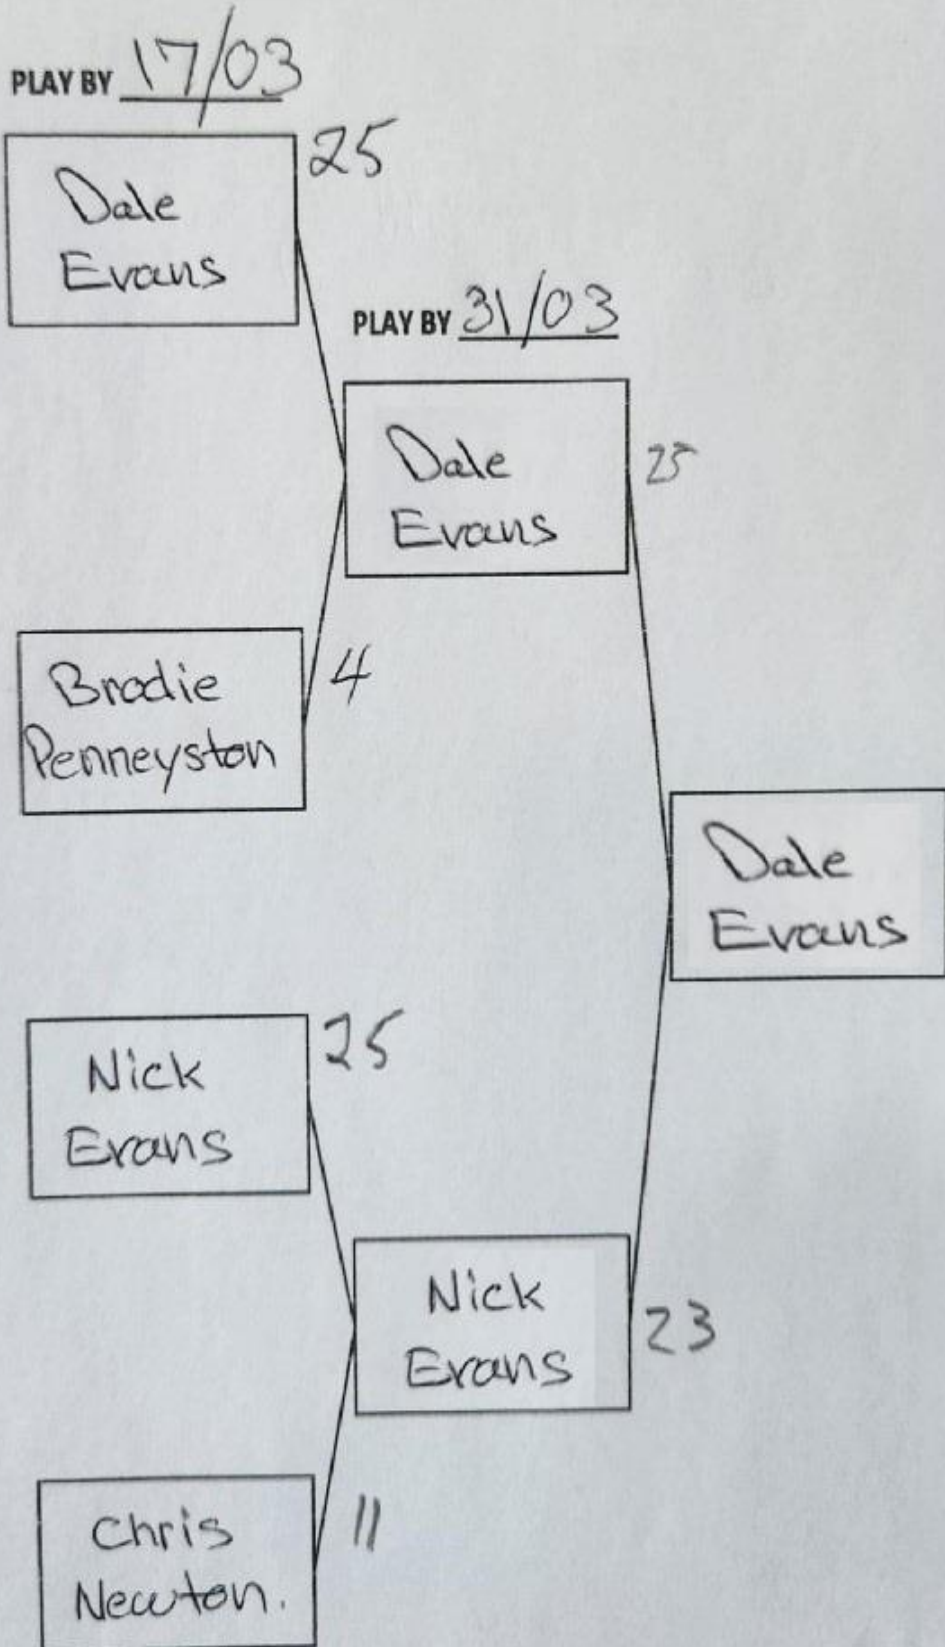 PLAY BY 17/03
25
Dale
Evans
PLAY BY 31/03
Dale
Evans
25
Brodie
Penneyston
4
Dale
Evans
Nick
Evans
25
Nick
Evans
23
Chris
Newton.
11